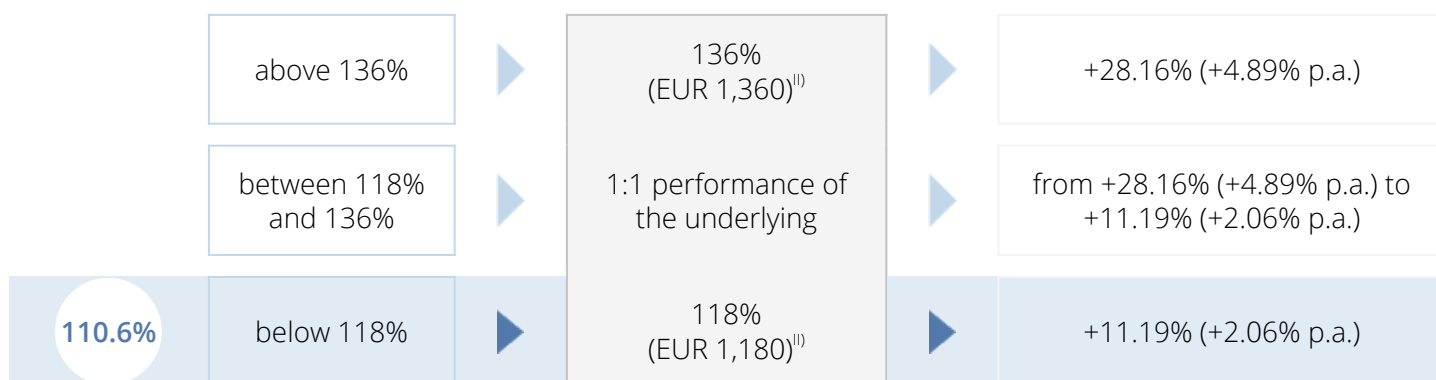 above 136%
136%
(EUR 1,360)II)
+28.16% (+4.89% p.a.)
between 118%
and 136%
1:1 performance of
the underlying
from +28.16% (+4.89% p.a.) to
+11.19% (+2.06% p.a.)
110.6%
below 118%
118%
(EUR 1,180)II)
+11.19% (+2.06% p.a.)